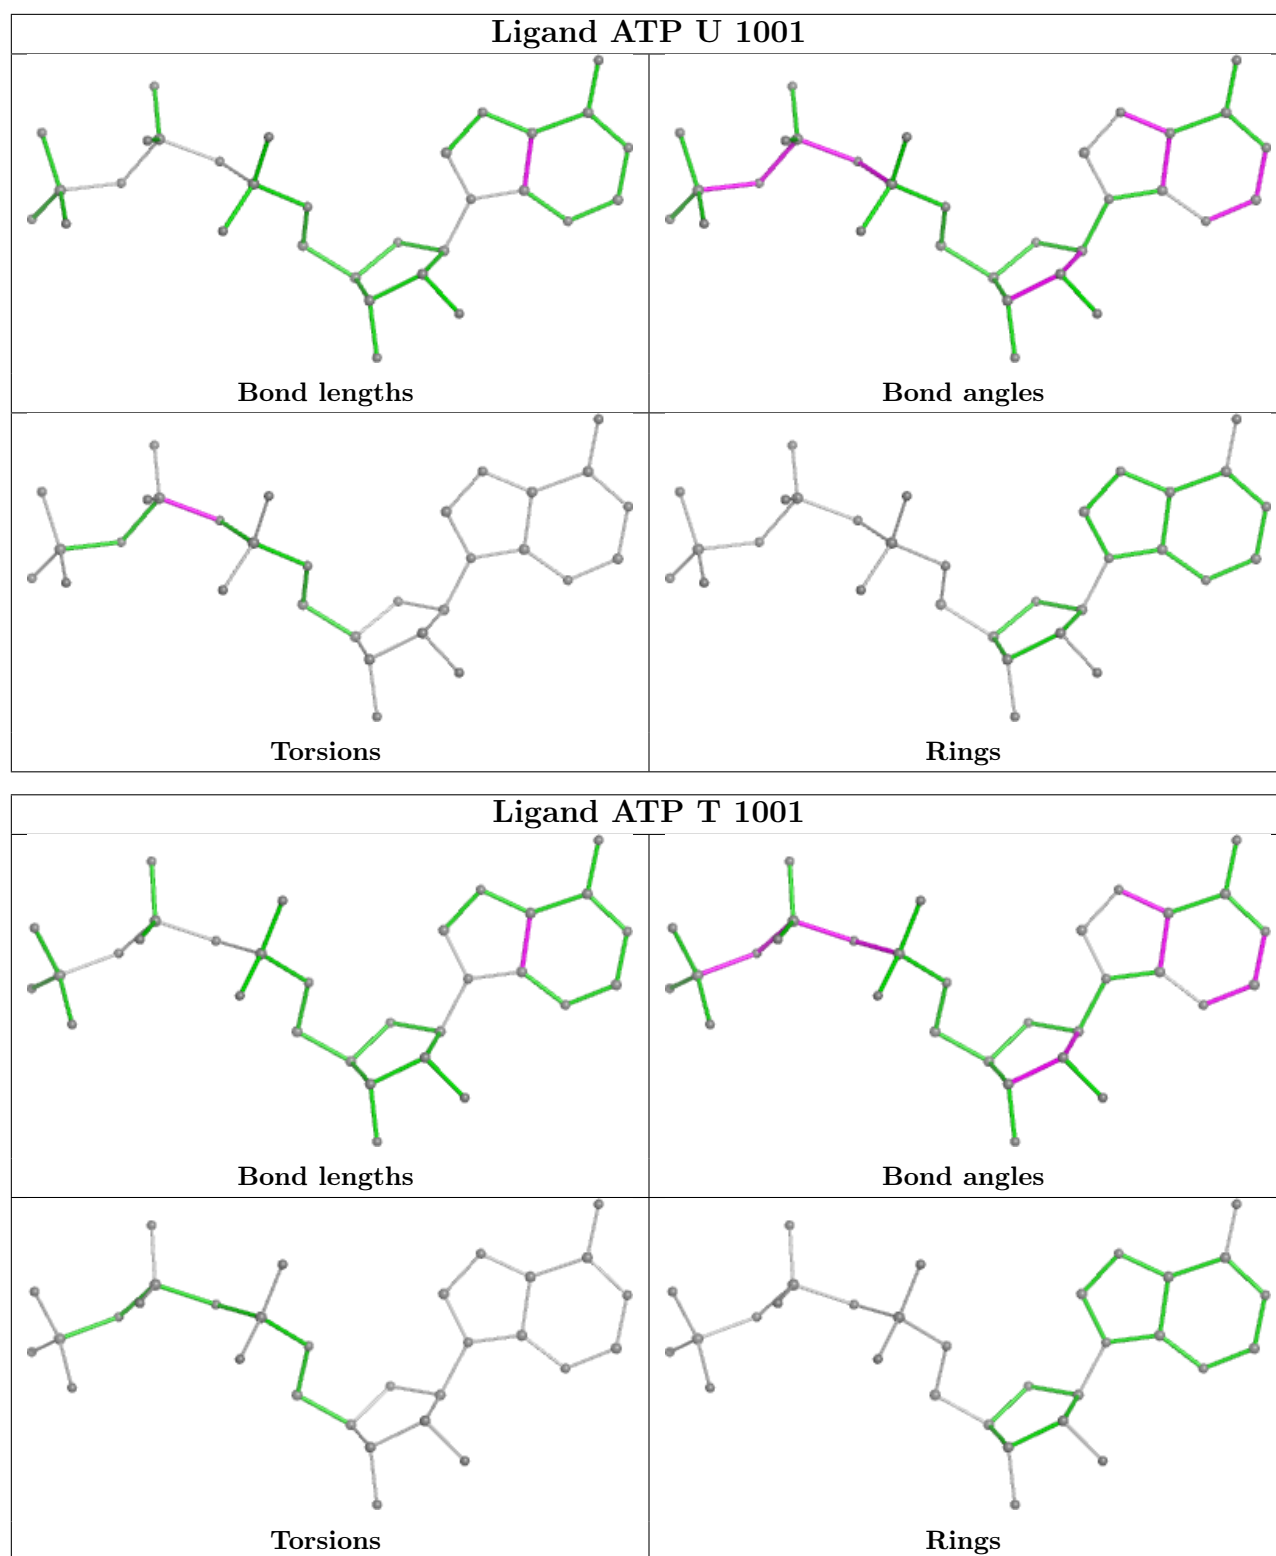 Ligand ATP U 1001
Bond lengths
Bond angles
Torsions
Rings
Ligand ATP T 1001
Bond lengths
Bond angles
Torsions
Rings